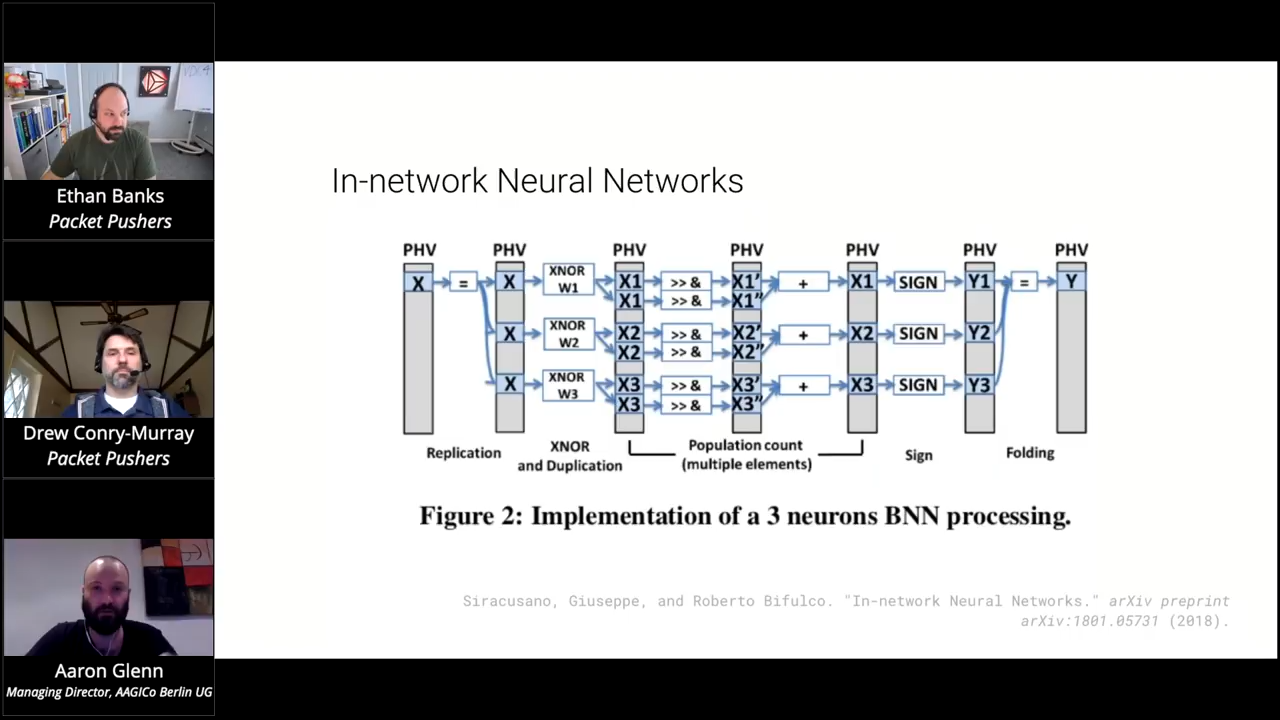 Ethan Banks
Packet Pushers
Drew Conry-Murray
Packet Pushers
Aaron Glenn
Managing Director, AAGICo Berlin UG
In-network Neural Networks
PHV PHV PHV PHV PHV PHV PHV
X = X XNOR W1 X1 >> & X1' + X1 SIGN Y1 = Y
X1 >> & X1"
X XNOR W2 X2 >> & X2' + X2 SIGN Y2
X2 >> & X2"
X XNOR W3 X3 >> & X3' + X3 SIGN Y3
X3 >> & X3"
Replication
XNOR
and Duplication
Population count
(multiple elements)
Sign
Folding
Figure 2: Implementation of a 3 neurons BNN processing.
Siracusano, Giuseppe, and Roberto Bifulco. "In-network Neural Networks." arXiv preprint
arXiv:1801.05731 (2018).